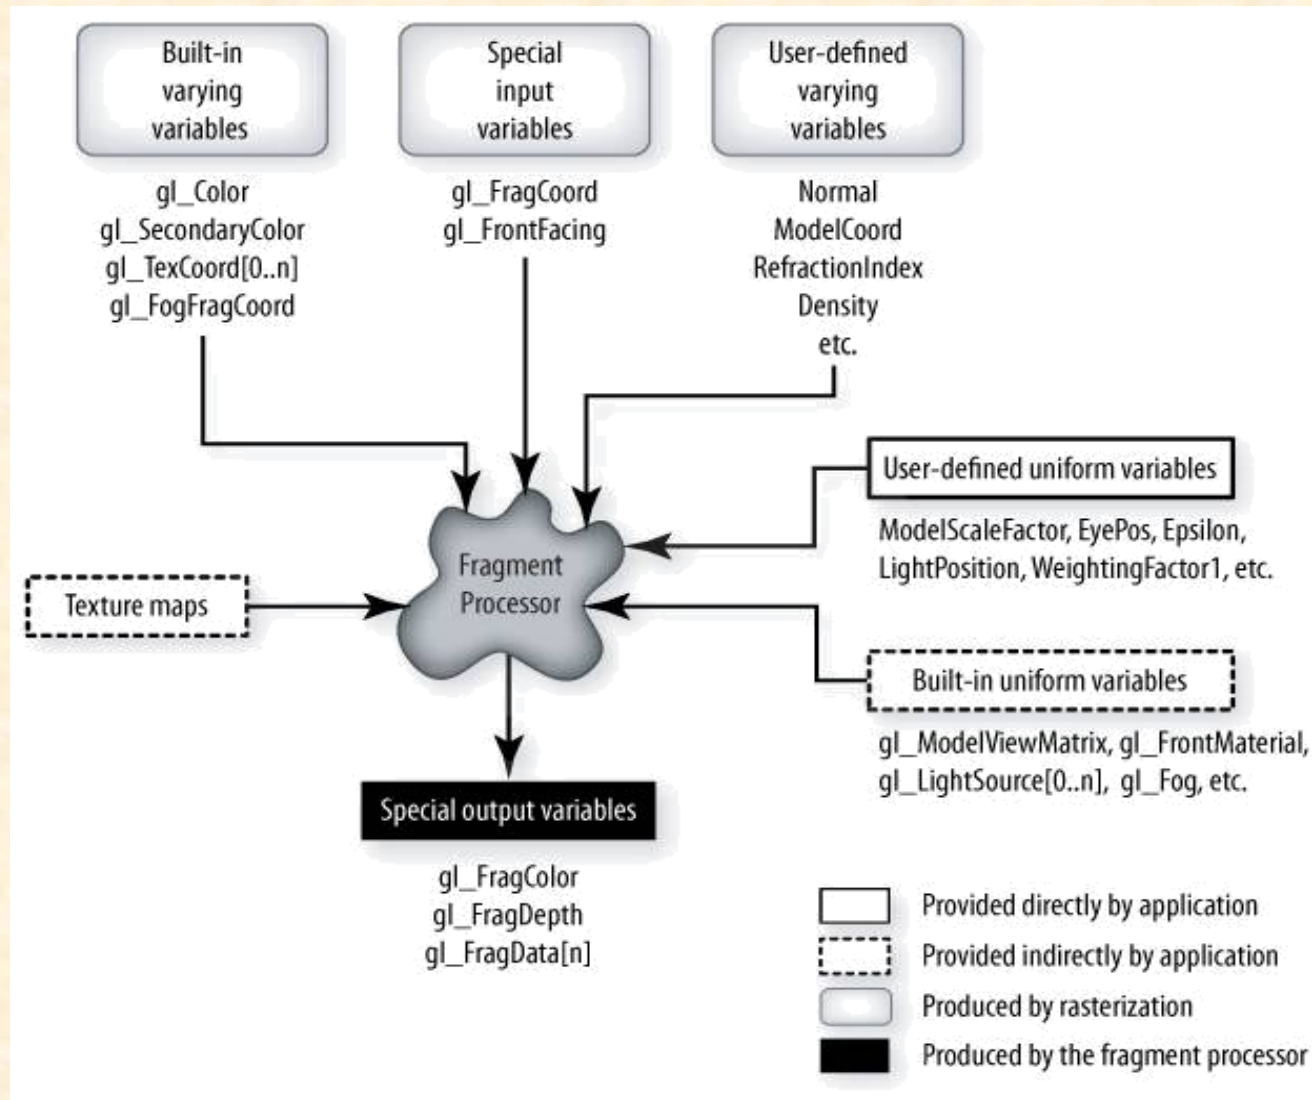 Built-in
varying
variables
gl_Color
gl_SecondaryColor
gl_TexCoord[0..n]
gl_FogFragCoord
Special
input
variables
gl_FragCoord
gl_FrontFacing
User-defined
varying
variables
Normal
ModelCoord
RefractionIndex
Density
etc.
User-defined uniform variables
ModelScaleFactor, EyePos, Epsilon,
LightPosition, WeightingFactor1, etc.
Fragment
Processor
Texture maps
Built-in uniform variables
gl_ModelViewMatrix, gl_FrontMaterial,
gl_LightSource[0..n], gl_Fog, etc.
Special output variables
gl_FragColor
gl_FragDepth
gl_FragData[n]
Provided directly by application
Provided indirectly by application
Produced by rasterization
Produced by the fragment processor